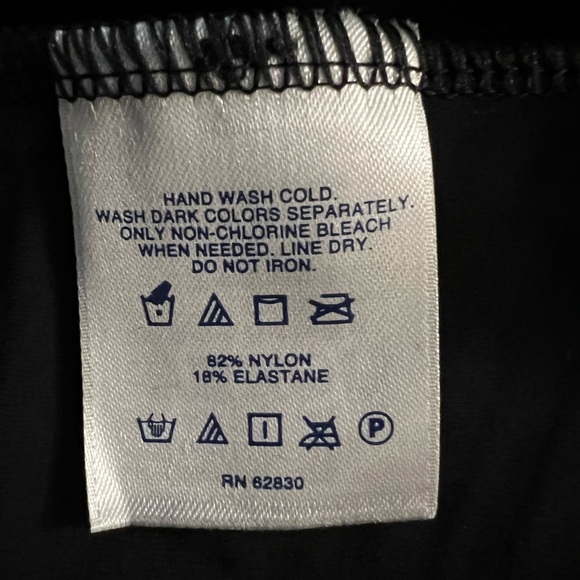 HAND WASH COLD.
WASH DARK COLORS SEPARATELY.
ONLY NON-CHLORINE BLEACH
WHEN NEEDED. LINE DRY.
DO NOT IRON.
82% NYLON
18% ELASTANE
P
RN 62830